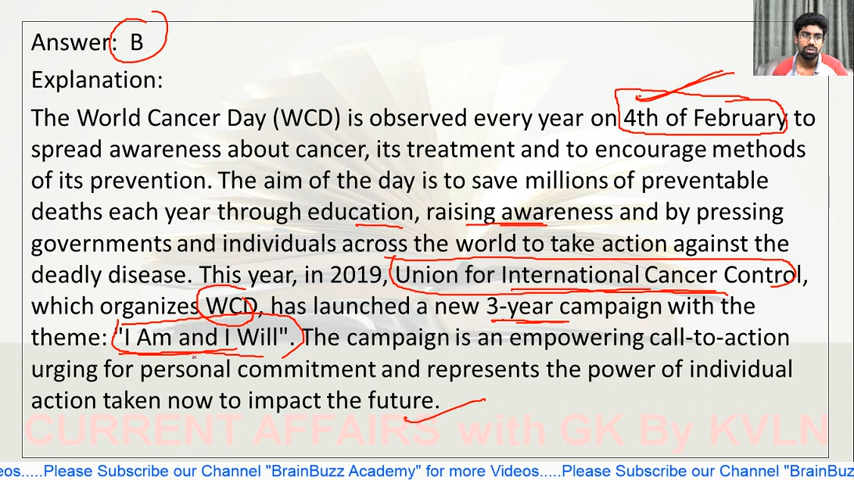 Answer: B
Explanation:
The World Cancer Day (WCD) is observed every year on 4th of February to
spread awareness about cancer, its treatment and to encourage methods
of its prevention. The aim of the day is to save millions of preventable
deaths each year through education, raising awareness and by pressing
governments and individuals across the world to take action against the
deadly disease. This year, in 2019, Union for International Cancer Control,
which organizes WCD, has launched a new 3-year campaign with the
theme: "I Am and I Will". The campaign is an empowering call-to-action
urging for personal commitment and represents the power of individual
action taken now to impact the future.
CURRENT AFFAIRS with GK By KVLN
.....Please Subscribe our Channel "BrainBuzz Academy" for more Videos.....Please Subscribe our Channel